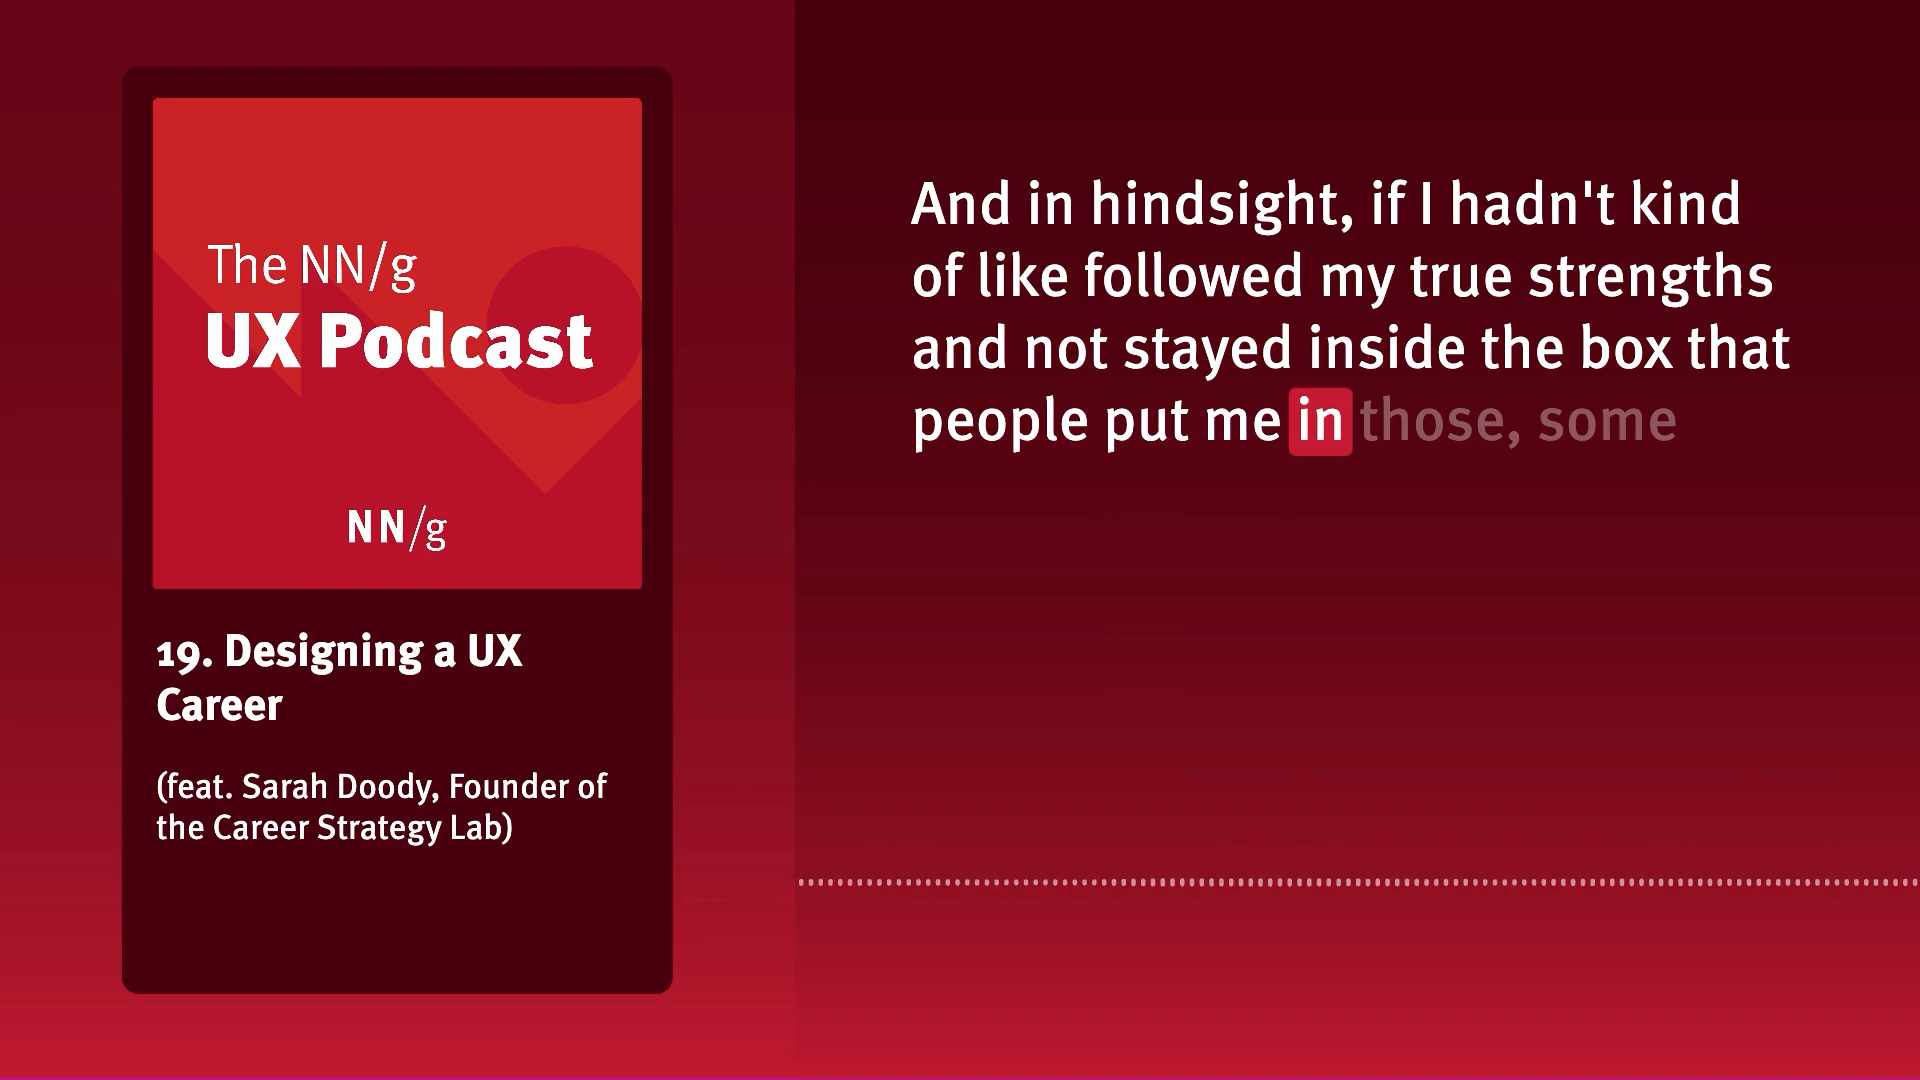 The NN/g
UX Podcast
NN/g
19. Designing a UX
Career
(feat. Sarah Doody, Founder of
the Career Strategy Lab)
And in hindsight, if I hadn't kind
of like followed my true strengths
and not stayed inside the box that
people put me in those, some